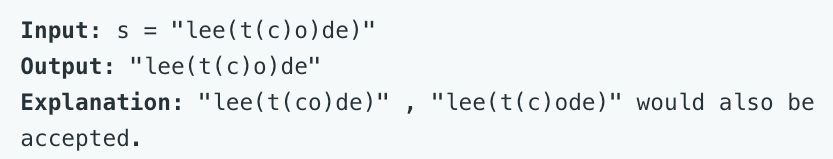 Input: s = "lee(t(c)o)de)"
Output: "lee(t(c)o)de"
Explanation: "lee(t(co)de)" , "lee(t(c)ode)" would also be
accepted.